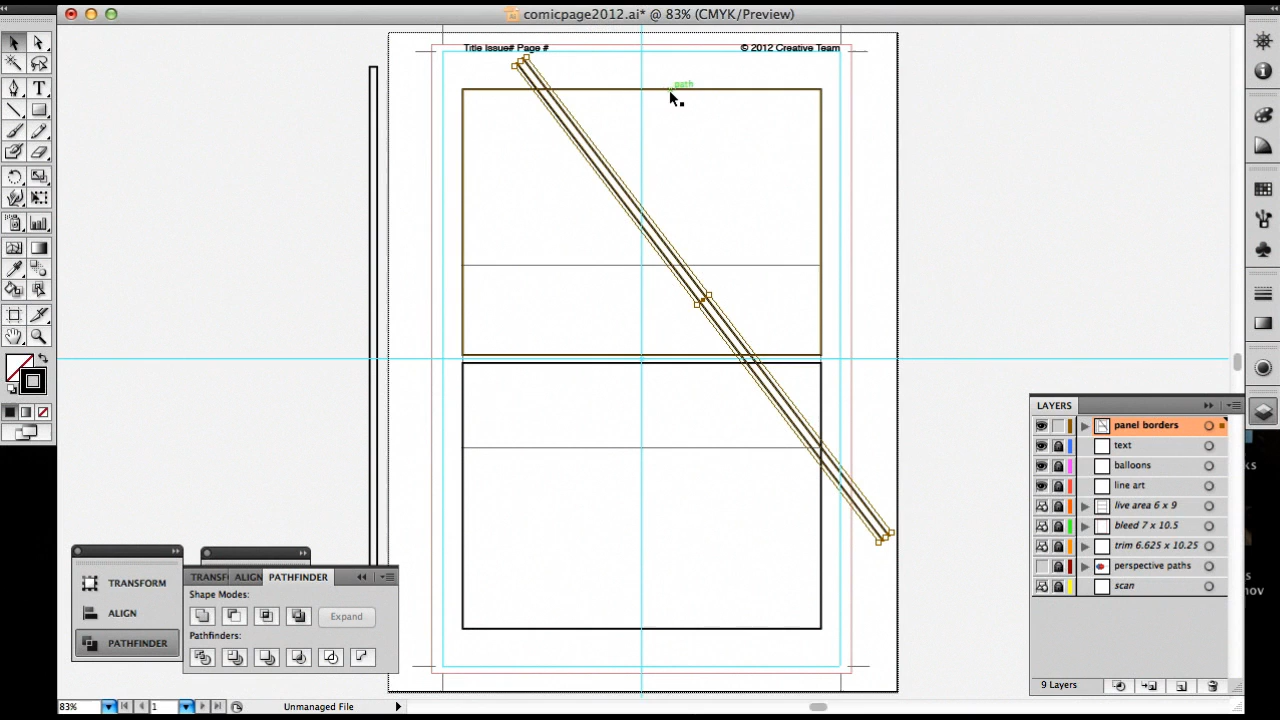 comicpage2012.ai* @ 83% (CMYK/Preview)
Title Issue# Page #
© 2012 Creative Team
path
LAYERS
panel borders
text
balloons
line art
live area 6 x 9
bleed 7 x 10.5
trim 6.625 x 10.25
perspective paths
scan
9 Layers
TRANSFORM
ALIGN
PATHFINDER
TRANSF
ALIGN
PATHFINDER
Shape Modes:
Expand
Pathfinders:
83%
1
Unmanaged File